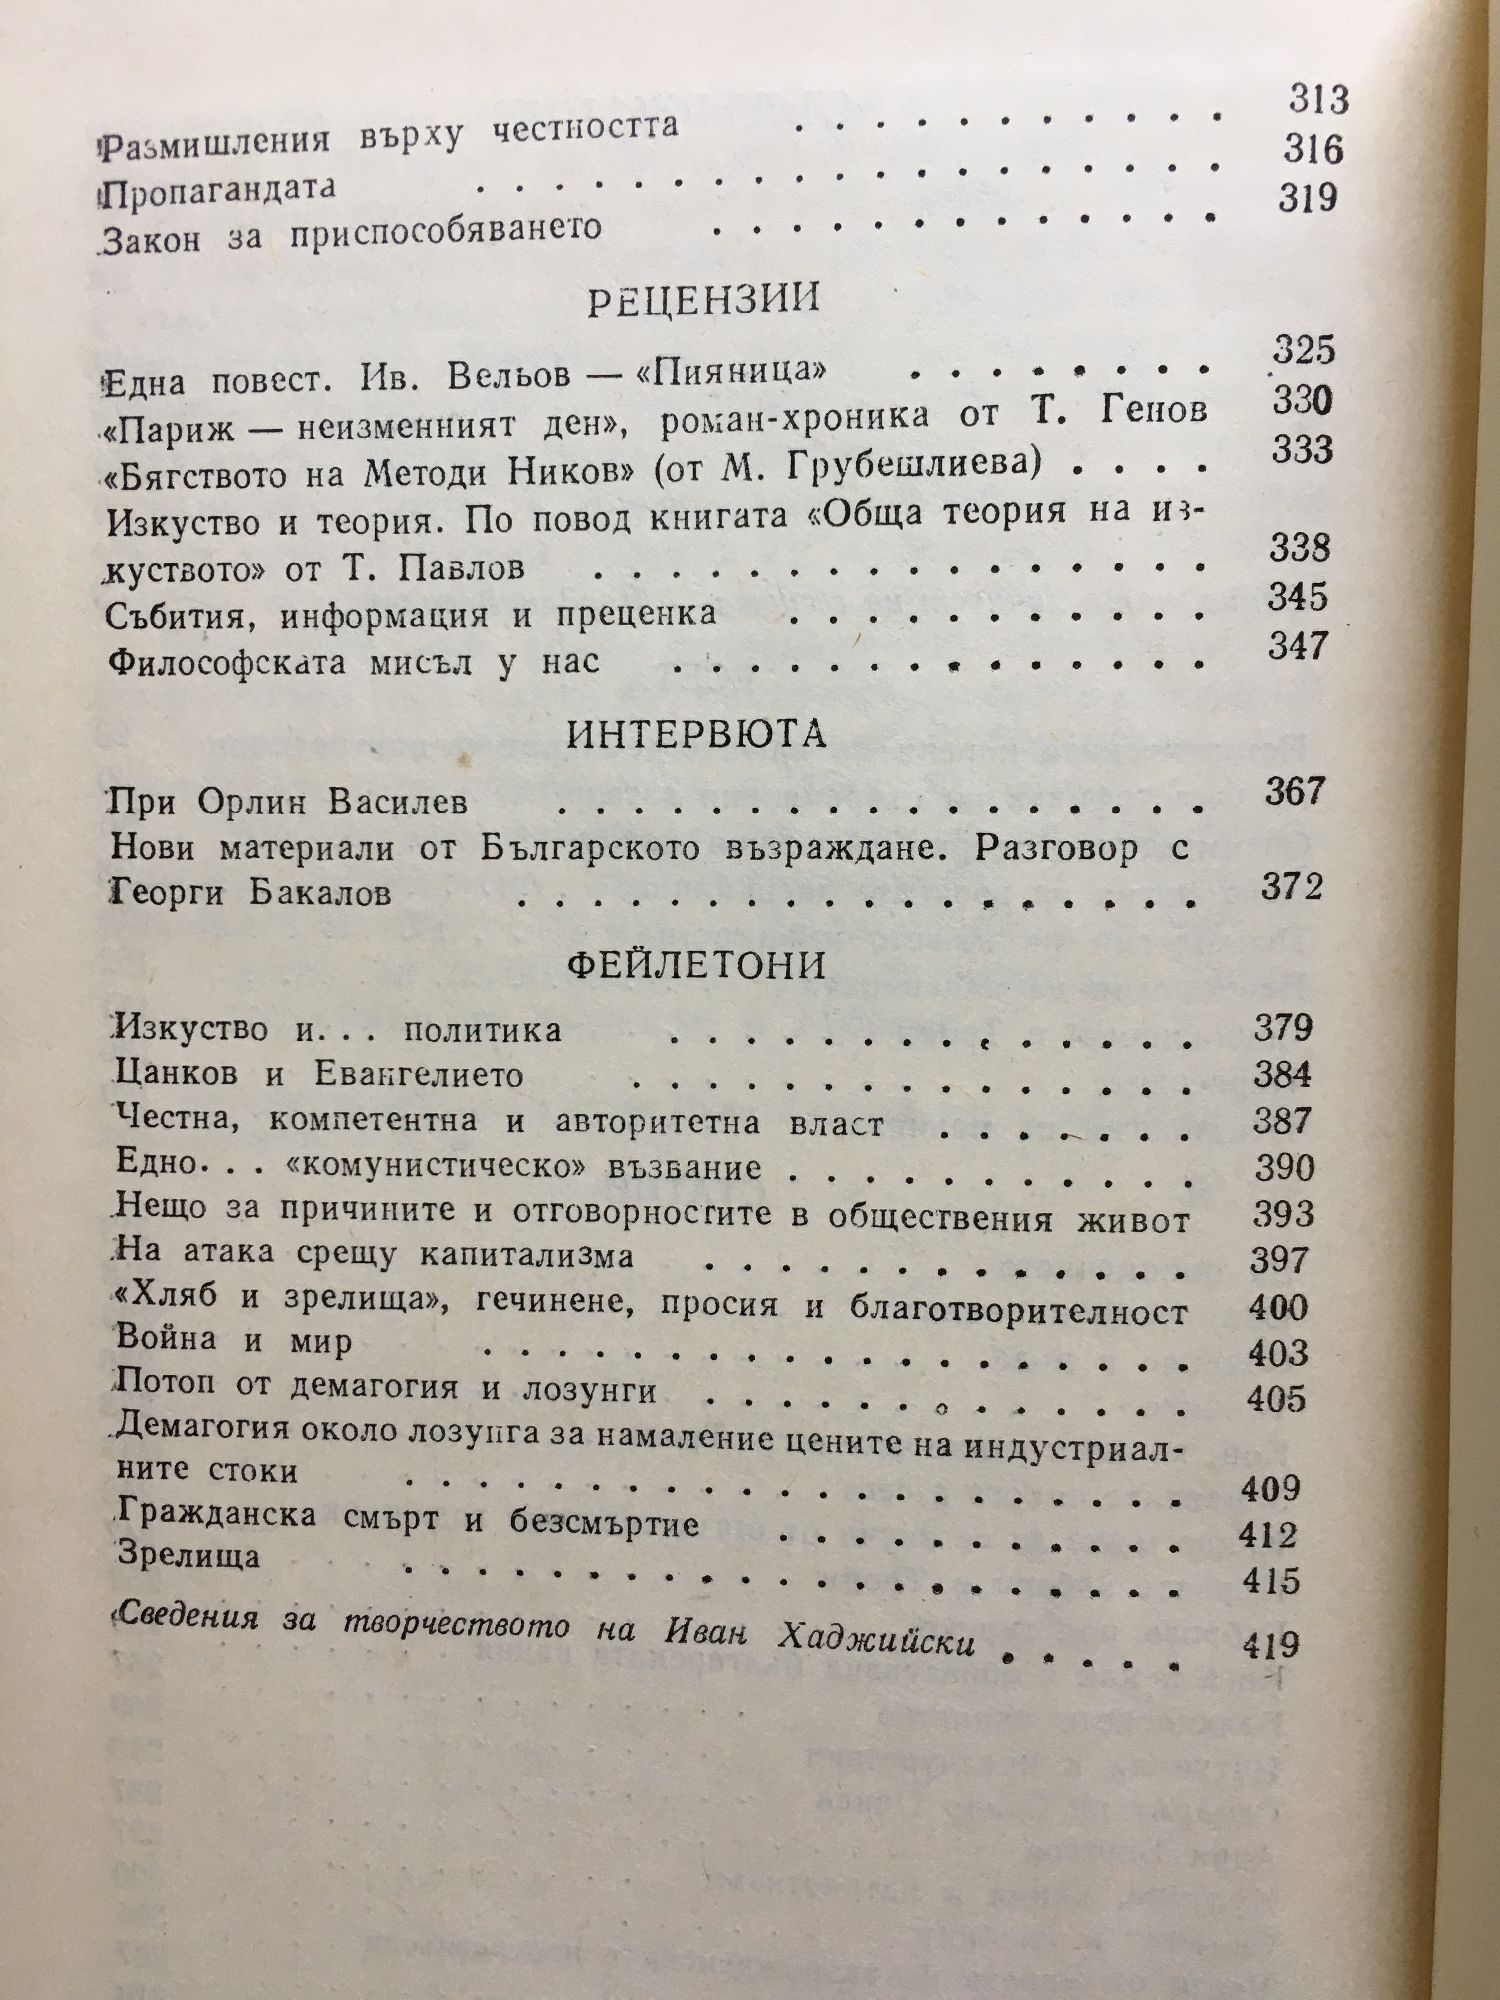 Размишления върху честността . . . . . . . . . . . 313
Пропагандата . . . . . . . . . . . . . . . . . . . 316
Закон за приспособяването . . . . . . . . . . . . . 319
РЕЦЕНЗИИ
Една повест. Ив. Вельов — «Пияница» . . . . . . . . 325
«Париж — неизменният ден», роман-хроника от Т. Генов 330
«Бягството на Методи Ников» (от М. Грубешлиева) . . . . 333
Изкуство и теория. По повод книгата «Обща теория на из-
куството» от Т. Павлов . . . . . . . . . . . . . . . . 338
Събития, информация и преценка . . . . . . . . . . . 345
Философската мисъл у нас . . . . . . . . . . . . . . 347
ИНТЕРВЮТА
При Орлин Василев . . . . . . . . . . . . . . . . . 367
Нови материали от Българското възраждане. Разговор с
Георги Бакалов . . . . . . . . . . . . . . . . . . 372
ФЕЙЛЕТОНИ
Изкуство и. . . политика . . . . . . . . . . . . . . 379
Цанков и Евангелието . . . . . . . . . . . . . . . 384
Честна, компетентна и авторитетна власт . . . . . . . 387
Едно. . . «комунистическо» възвание . . . . . . . . . . . 390
Нещо за причините и отговорностите в обществения живот 393
На атака срещу капитализма . . . . . . . . . . . . . 397
«Хляб и зрелища», гечинене, просия и благотворителност 400
Война и мир . . . . . . . . . . . . . . . . . . . 403
Потоп от демагогия и лозунги . . . . . . . . . . . . . 405
Демагогия около лозунга за намаление цените на индустриал-
ните стоки . . . . . . . . . . . . . . . . . . . . . 409
Гражданска смърт и безсмъртие . . . . . . . . . . . 412
Зрелища . . . . . . . . . . . . . . . . . . . . . 415
Сведения за творчеството на Иван Хаджийски . . . . . 419